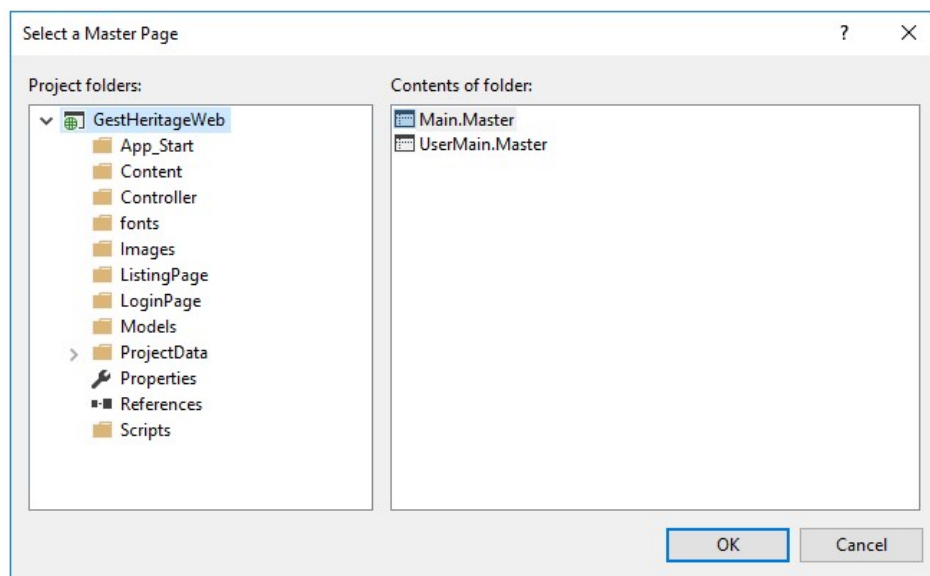 Select a Master Page
?
Project folders:
GestHeritageWeb
App_Start
Content
Controller
fonts
Images
ListingPage
LoginPage
Models
ProjectData
Properties
References
Scripts
Contents of folder:
Main.Master
UserMain.Master
OK
Cancel